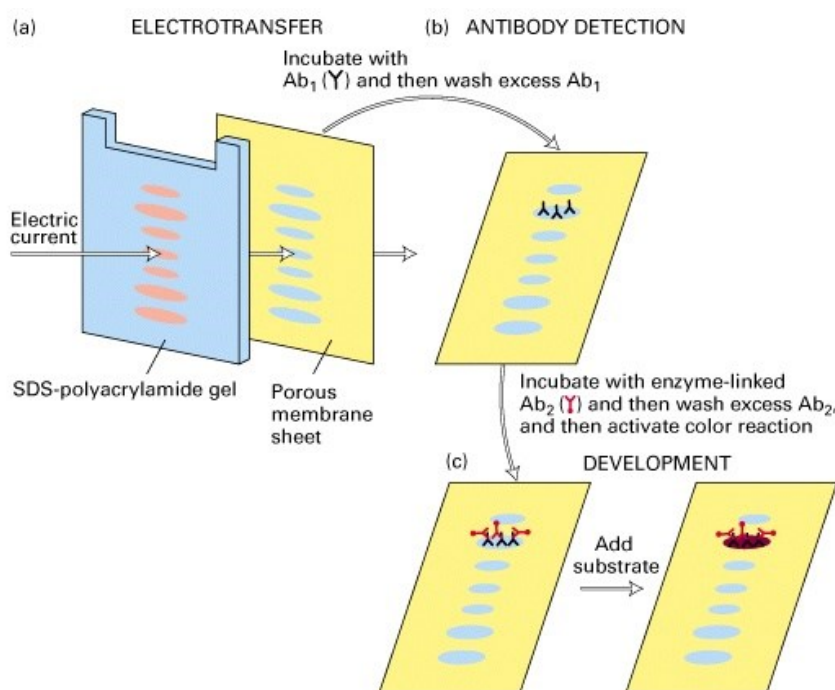 (a) ELECTROTRANSFER
(b) ANTIBODY DETECTION
Incubate with
Ab₁ (Y) and then wash excess Ab₁
Electric
current
SDS-polyacrylamide gel
Porous
membrane
sheet
Incubate with enzyme-linked
Ab₂ (Y) and then wash excess Ab₂,
and then activate color reaction
(c) DEVELOPMENT
Add
substrate